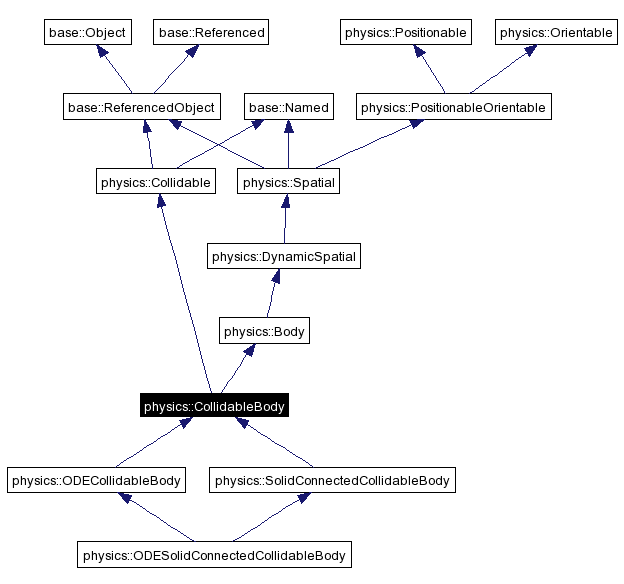 base::Object
base::Referenced
physics::Positionable
physics::Orientable
base::ReferencedObject
base::Named
physics::PositionableOrientable
physics::Collidable
physics::Spatial
physics::DynamicSpatial
physics::Body
physics::CollidableBody
physics::ODECollidableBody
physics::SolidConnectedCollidableBody
physics::ODESolidConnectedCollidableBody